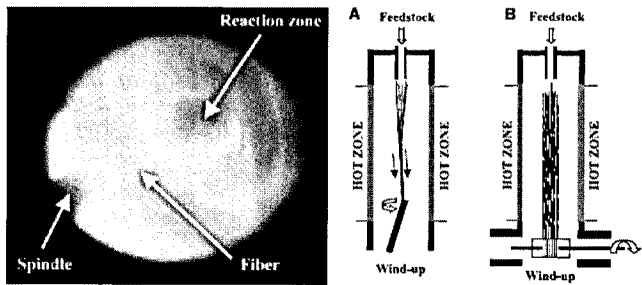 Reaction zone
Fiber
Spindle
A
Feedstock
HOT ZONE
HOT ZONE
Wind-up
B
Feedstock
HOT ZONE
HOT ZONE
Wind-up